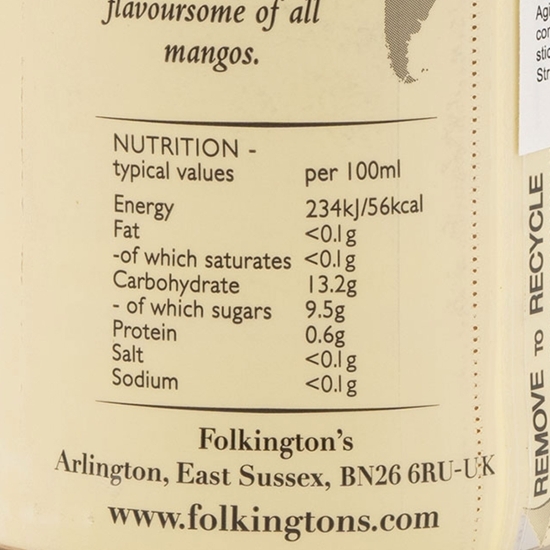 flavoursome of all
mangos.
NUTRITION -
typical values per 100ml
Energy 234kJ/56kcal
Fat <0.1g
-of which saturates <0.1g
Carbohydrate 13.2g
- of which sugars 9.5g
Protein 0.6g
Salt <0.1g
Sodium <0.1g
Folkington's
Arlington, East Sussex, BN26 6RU-UK
www.folkingtons.com
REMOVE TO RECYCLE